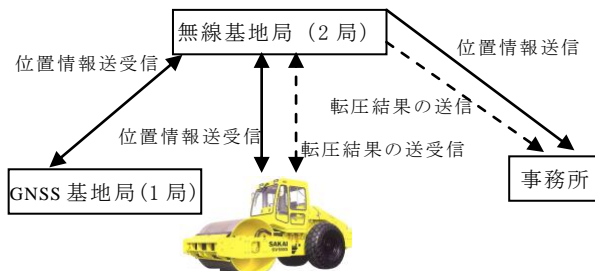 無線基地局（2局）
位置情報送受信
位置情報送信
転圧結果の送信
位置情報送受信
転圧結果の送受信
GNSS基地局(1局)
事務所
SAKAI